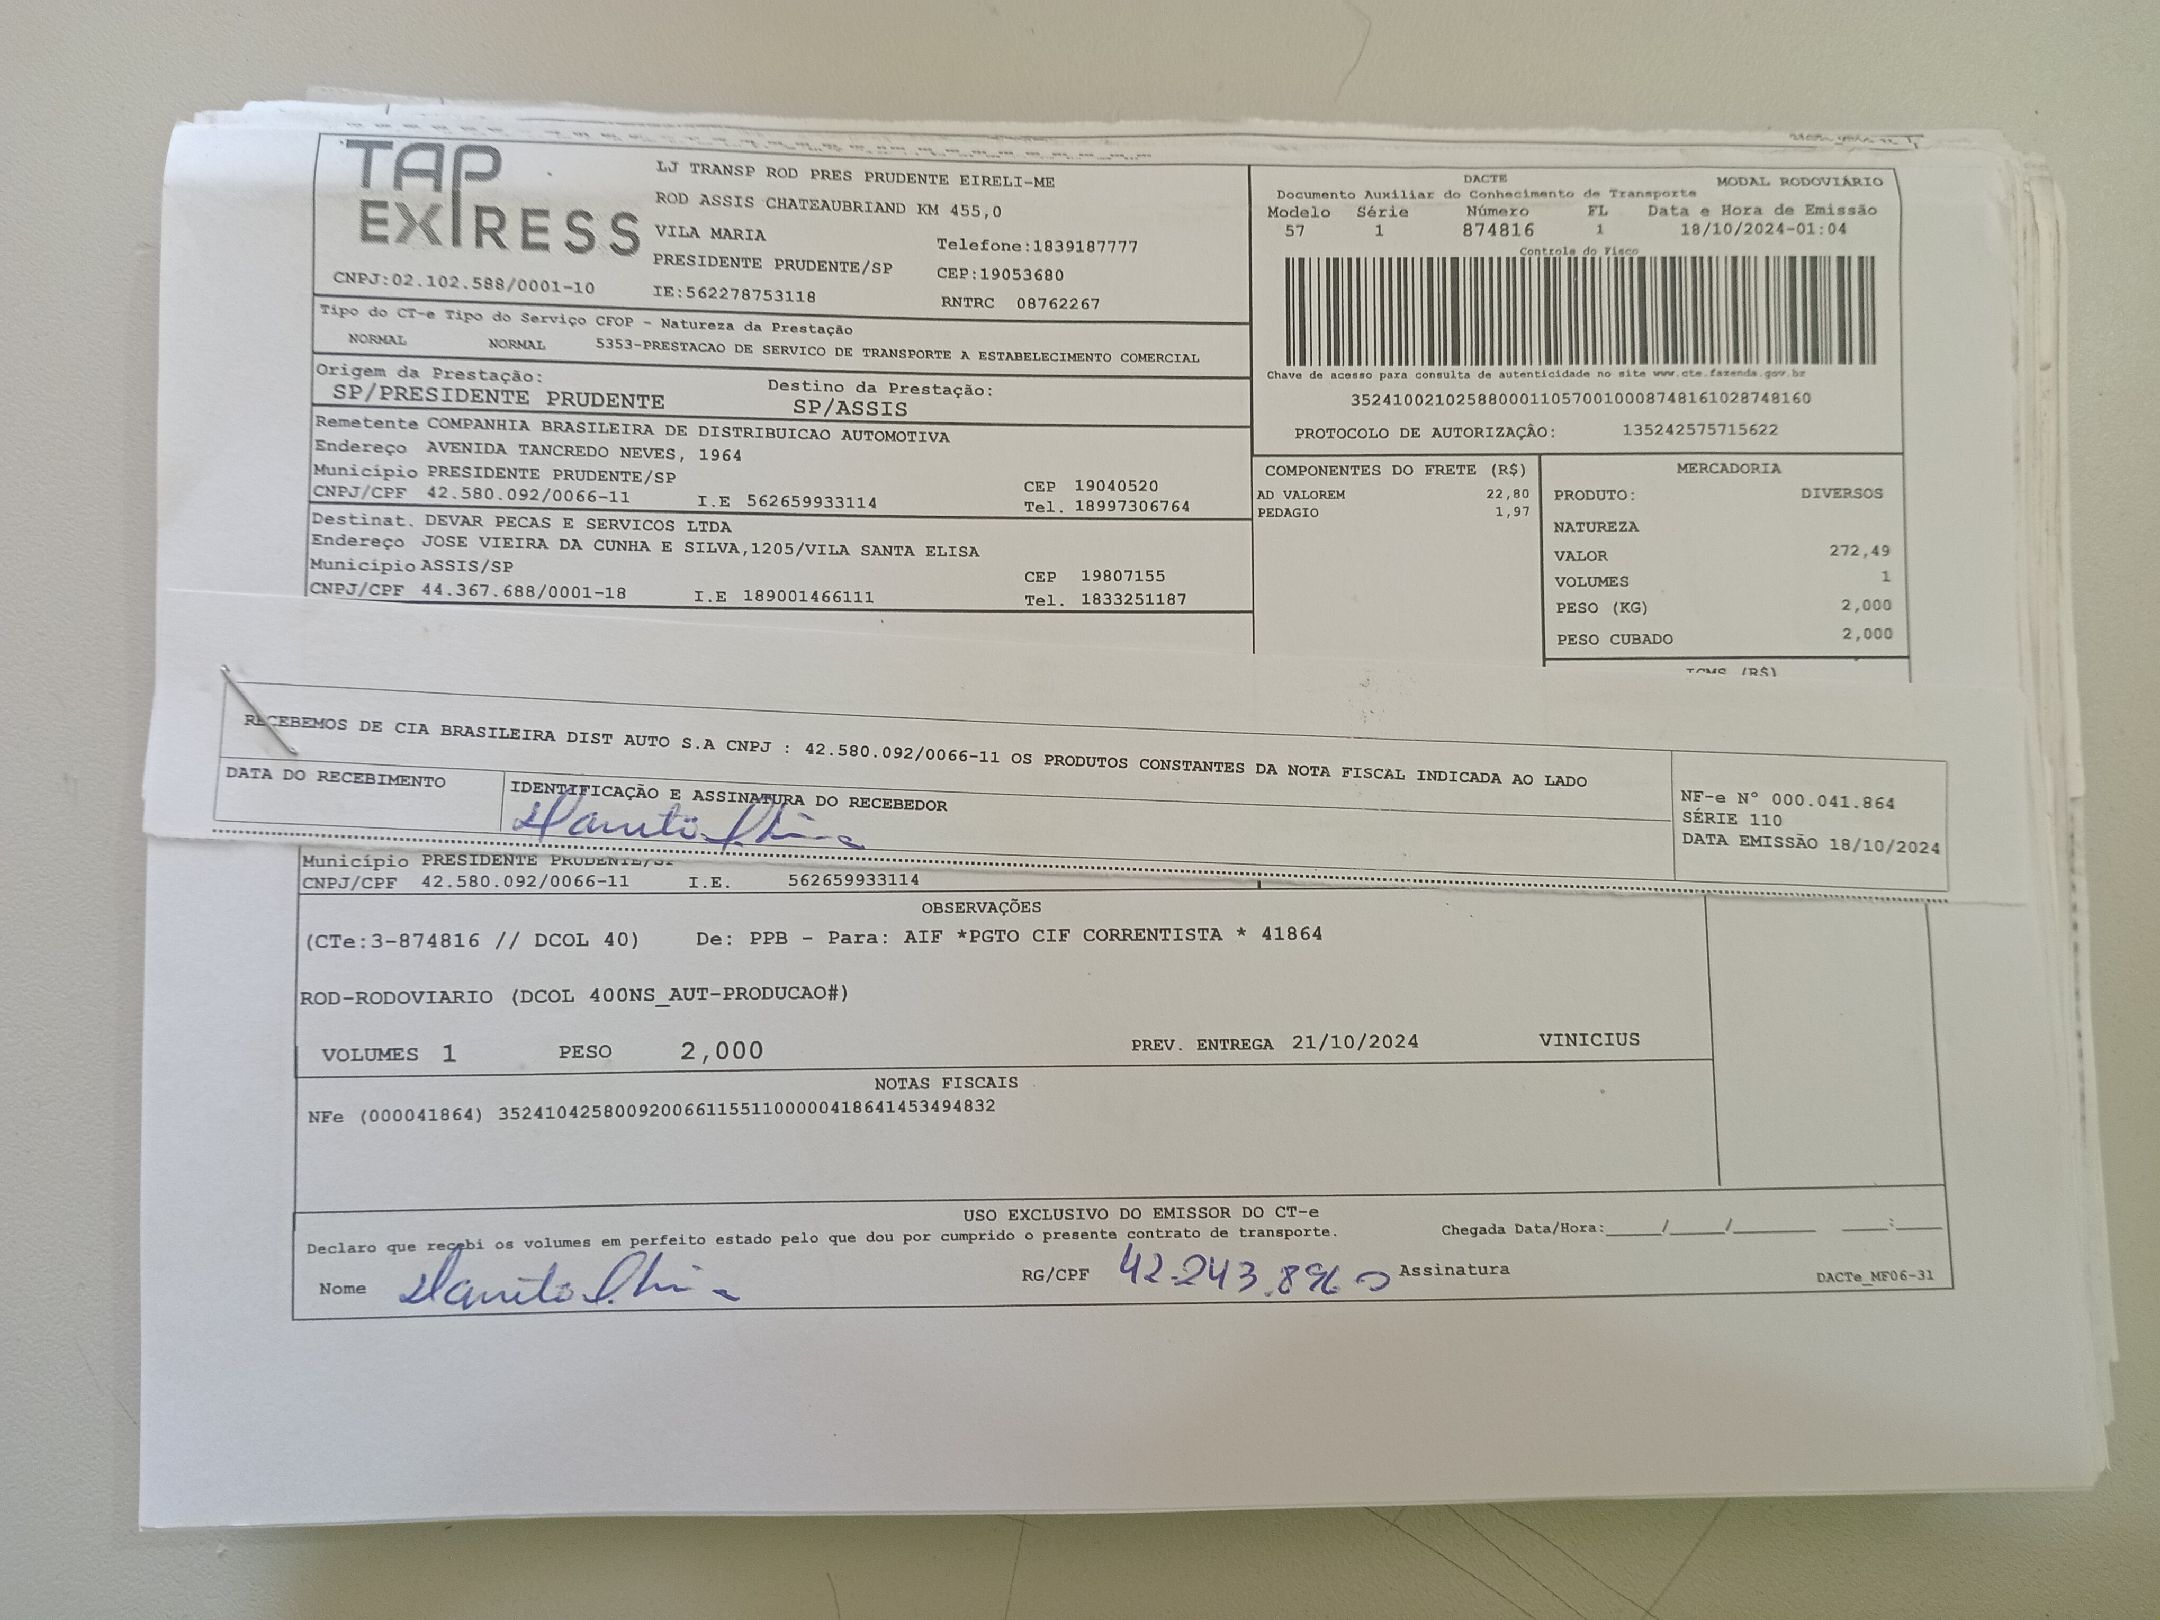 TAP EXPRESS
LJ TRANSP ROD PRES PRUDENTE EIRELI-ME
ROD ASSIS CHATEAUBRIAND KM 455,0
VILA MARIA
Telefone:1839187777
PRESIDENTE PRUDENTE/SP
CEP:19053680
CNPJ:02.102.588/0001-10
IE:562278753118
RNTRC 08762267
DACTE
MODAL RODOVIÁRIO
Documento Auxiliar do Conhecimento de Transporte
Modelo Série Número FL Data e Hora de Emissão
57 1 874816 1 18/10/2024-01:04
Controle do Fisco
Chave de acesso para consulta de autenticidade no site www.cte.fazenda.gov.br
35241002102588000110570010008748161028748160
PROTOCOLO DE AUTORIZAÇÂO: 135242575715622
Tipo do CT-e Tipo do Serviço CFOP - Natureza da Prestação
NORMAL NORMAL 5353-PRESTACAO DE SERVICO DE TRANSPORTE A ESTABELECIMENTO COMERCIAL
Origem da Prestação: Destino da Prestação:
SP/PRESIDENTE PRUDENTE SP/ASSIS
Remetente COMPANHIA BRASILEIRA DE DISTRIBUICAO AUTOMOTIVA
Endereço AVENIDA TANCREDO NEVES, 1964
Município PRESIDENTE PRUDENTE/SP CEP 19040520
CNPJ/CPF 42.580.092/0066-11 I.E 562659933114 Tel. 18997306764
Destinat. DEVAR PECAS E SERVICOS LTDA
Endereço JOSE VIEIRA DA CUNHA E SILVA,1205/VILA SANTA ELISA
Município ASSIS/SP CEP 19807155
CNPJ/CPF 44.367.688/0001-18 I.E 189001466111 Tel. 1833251187
COMPONENTES DO FRETE (R$)
AD VALOREM 22,80
PEDAGIO 1,97
MERCADORIA
PRODUTO: DIVERSOS
NATUREZA
VALOR 272,49
VOLUMES 1
PESO (KG) 2,000
PESO CUBADO 2,000
ICMS (R$)
RECEBEMOS DE CIA BRASILEIRA DIST AUTO S.A CNPJ : 42.580.092/0066-11 OS PRODUTOS CONSTANTES DA NOTA FISCAL INDICADA AO LADO
DATA DO RECEBIMENTO
IDENTIFICAÇÃO E ASSINATURA DO RECEBEDOR
NF-e N° 000.041.864
SÉRIE 110
DATA EMISSÃO 18/10/2024
Município PRESIDENTE PRUDENTE/SP
CNPJ/CPF 42.580.092/0066-11 I.E. 562659933114
OBSERVAÇÕES
(CTe:3-874816 // DCOL 40) De: PPB - Para: AIF *PGTO CIF CORRENTISTA * 41864
ROD-RODOVIARIO (DCOL 400NS_AUT-PRODUCAO#)
VOLUMES 1 PESO 2,000 PREV. ENTREGA 21/10/2024 VINICIUS
NOTAS FISCAIS
NFe (000041864) 35241042580092006611551100000418641453494832
USO EXCLUSIVO DO EMISSOR DO CT-e
Declaro que recebi os volumes em perfeito estado pelo que dou por cumprido o presente contrato de transporte. Chegada Data/Hora:____/____/____ ____:____
Nome RG/CPF 42.243.896 Assinatura
DACTe_MF06-31